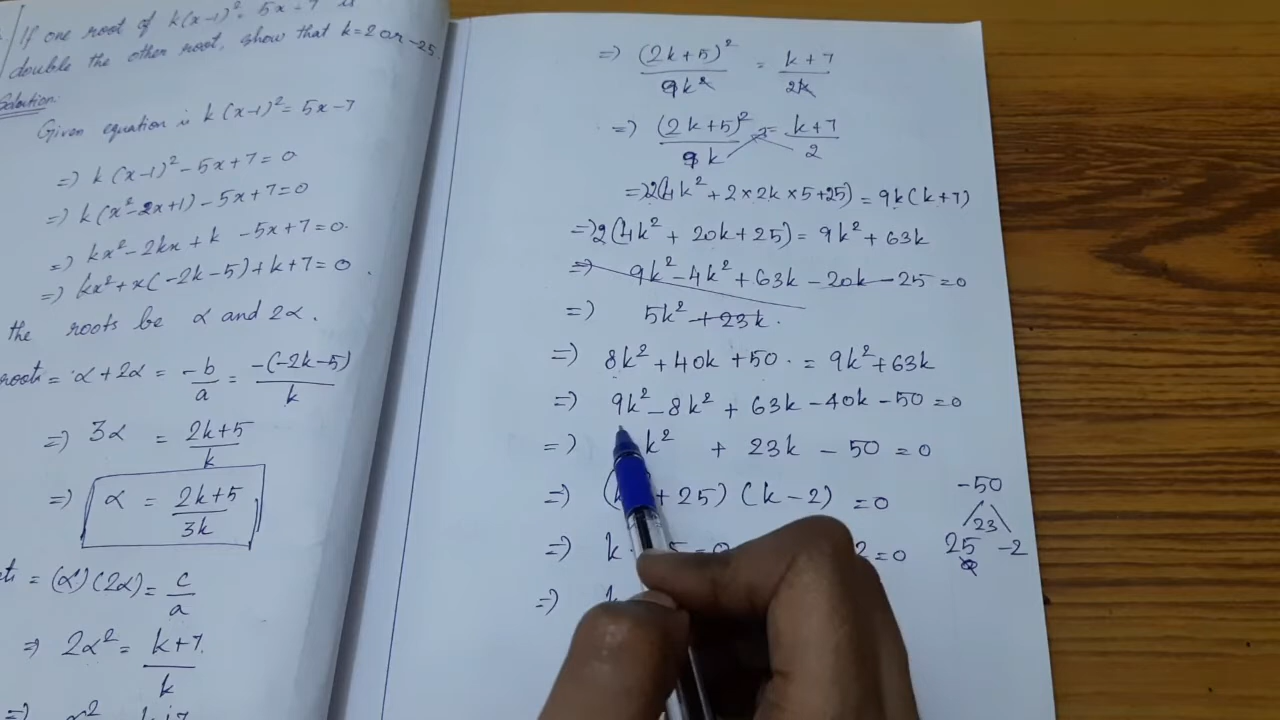 If one root of k(x-1)² = 5x-7 is
double the other root, show that k=2 or -25.
Solution:
Given equation is k(x-1)² = 5x-7
=) k(x-1)² - 5x+7=0
=) k(x²-2x+1) - 5x+7=0
=) kx²-2kx+k -5x+7=0.
=) kx²+x(-2k-5)+k+7=0.
the roots be α and 2α.
roots = α+2α = -b/a = -(-2k-5)/k
=) 3α = 2k+5/k
=) α = 2k+5/3k
= (α)(2α) = c/a
=) 2α² = k+7/k
=)
=) (2k+5)²/9k² = k+7/2k
=) (2k+5)²/9k = k+7/2
=) 2(4k²+2×2k×5+25) = 9k(k+7)
=) 2(4k²+20k+25) = 9k²+63k
=) 9k²-4k²+63k-20k-25=0
=) 5k²+23k.
=) 8k²+40k+50. = 9k²+63k
=) 9k²-8k²+63k-40k-50=0
=) k² + 23k - 50 = 0
=) ( +25) (k-2) = 0
-50
23
25 -2
=) k 2=0
=) k